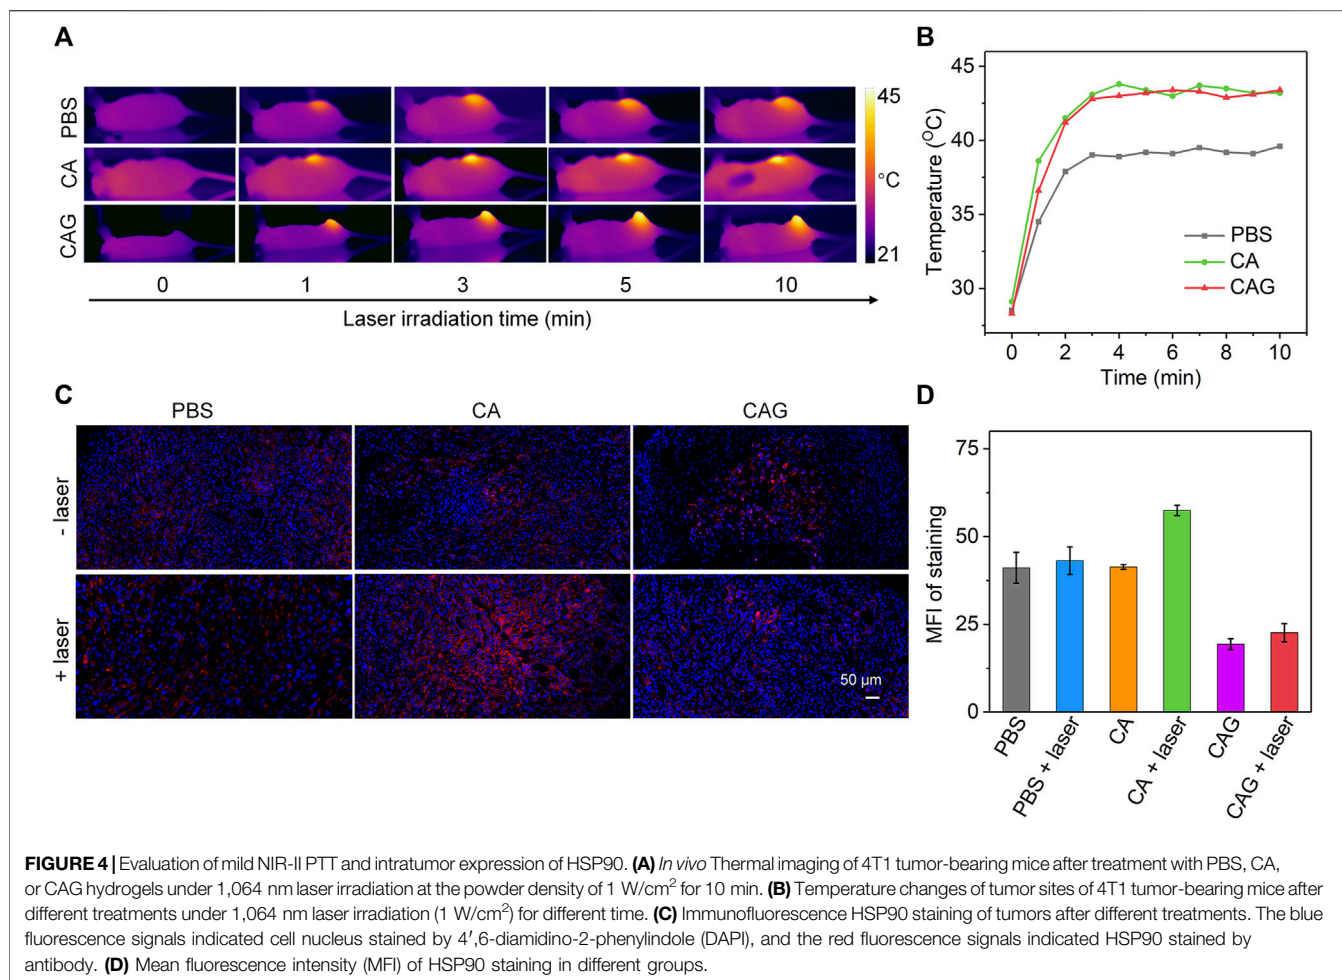 A
PBS
CA
CAG
45
°C
21
0 1 3 5 10
Laser irradiation time (min)
B
Temperature (°C)
45
40
35
30
PBS
CA
CAG
0 2 4 6 8 10
Time (min)
C
PBS CA CAG
- laser
+ laser
50 µm
D
MFI of staining
75
50
25
0
PBS
PBS + laser
CA
CA + laser
CAG
CAG + laser
FIGURE 4 | Evaluation of mild NIR-II PTT and intratumor expression of HSP90. (A) In vivo Thermal imaging of 4T1 tumor-bearing mice after treatment with PBS, CA,
or CAG hydrogels under 1,064 nm laser irradiation at the powder density of 1 W/cm² for 10 min. (B) Temperature changes of tumor sites of 4T1 tumor-bearing mice after
different treatments under 1,064 nm laser irradiation (1 W/cm²) for different time. (C) Immunofluorescence HSP90 staining of tumors after different treatments. The blue
fluorescence signals indicated cell nucleus stained by 4′,6-diamidino-2-phenylindole (DAPI), and the red fluorescence signals indicated HSP90 stained by
antibody. (D) Mean fluorescence intensity (MFI) of HSP90 staining in different groups.